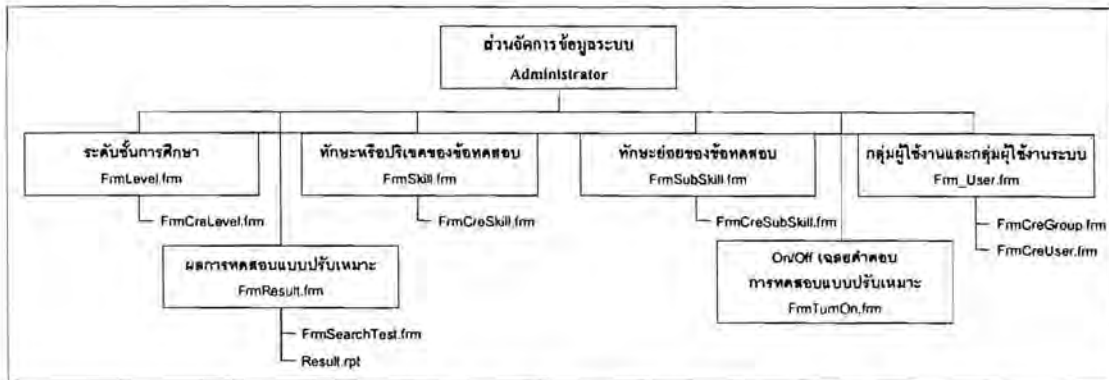 ส่วนจัดการข้อมูลระบบ
Administrator
ระดับชั้นการศึกษา
FrmLevel.frm
FrmCreLevel.frm
ทักษะหรือปริเขตของข้อทดสอบ
FrmSkill.frm
FrmCreSkill.frm
ทักษะย่อยของข้อทดสอบ
FrmSubSkill.frm
FrmCreSubSkill.frm
กลุ่มผู้ใช้งานและกลุ่มผู้ใช้งานระบบ
Frm_User.frm
FrmCreGroup.frm
FrmCreUser.frm
ผลการทดสอบแบบปรับเหมาะ
FrmResult.frm
FrmSearchTest.frm
Result.rpt
On/Off เฉลยคำตอบ
การทดสอบแบบปรับเหมาะ
FrmTurnOn.frm